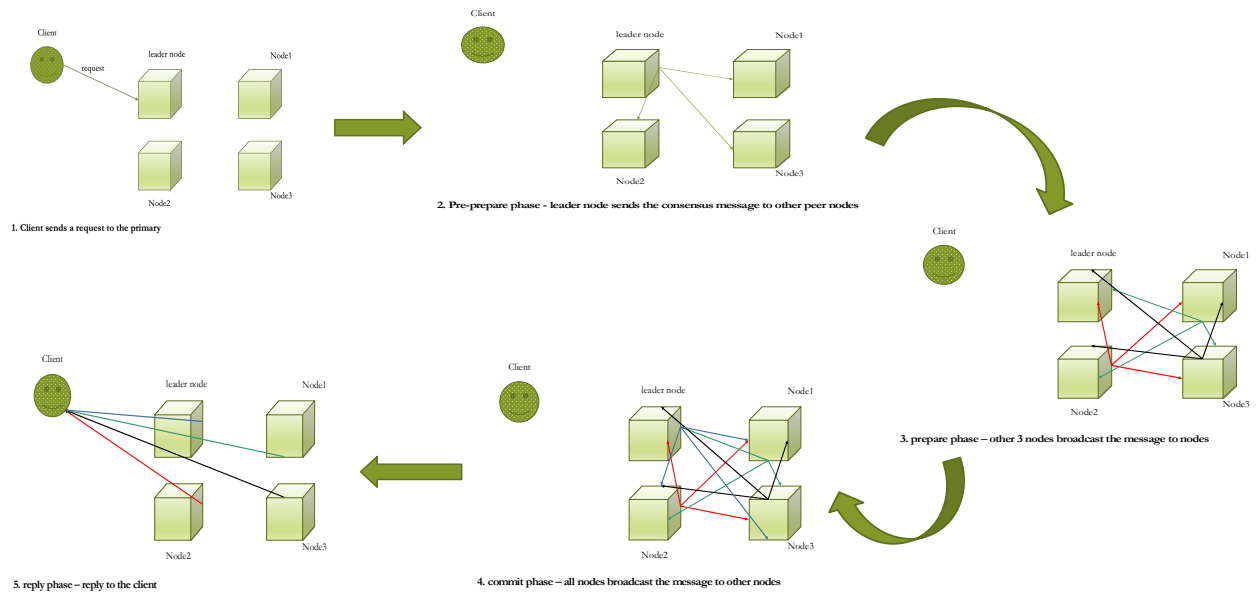 Client
request
leader node
Node1
Node2
Node3
1. Client sends a request to the primary
Client
leader node
Node1
Node2
Node3
2. Pre-prepare phase - leader node sends the consensus message to other peer nodes
Client
leader node
Node1
Node2
Node3
3. prepare phase – other 3 nodes broadcast the message to nodes
Client
leader node
Node1
Node2
Node3
4. commit phase – all nodes broadcast the message to other nodes
Client
leader node
Node1
Node2
Node3
5. reply phase – reply to the client